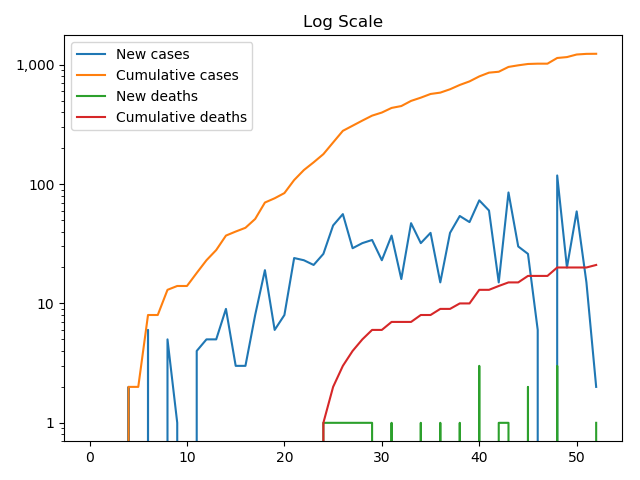 Log Scale
New cases
Cumulative cases
New deaths
Cumulative deaths
1,000
100
10
1
0 10 20 30 40 50